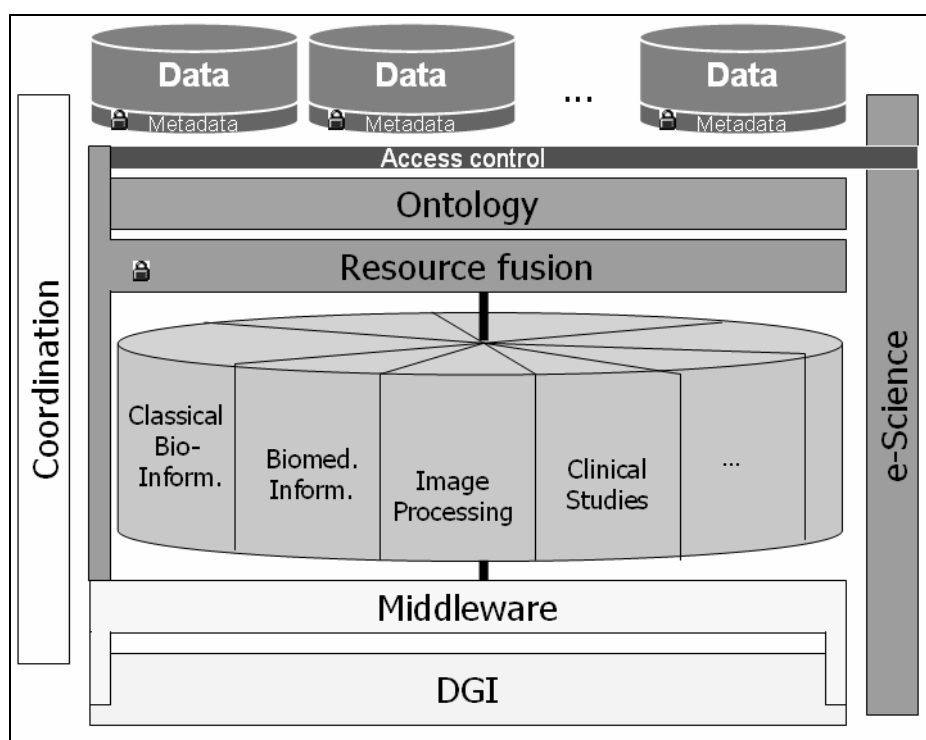 Data
Metadata
Data
Metadata
...
Data
Metadata
Coordination
Access control
Ontology
Resource fusion
Classical
Bio-
Inform.
Biomed.
Inform.
Image
Processing
Clinical
Studies
...
Middleware
DGI
e-Science